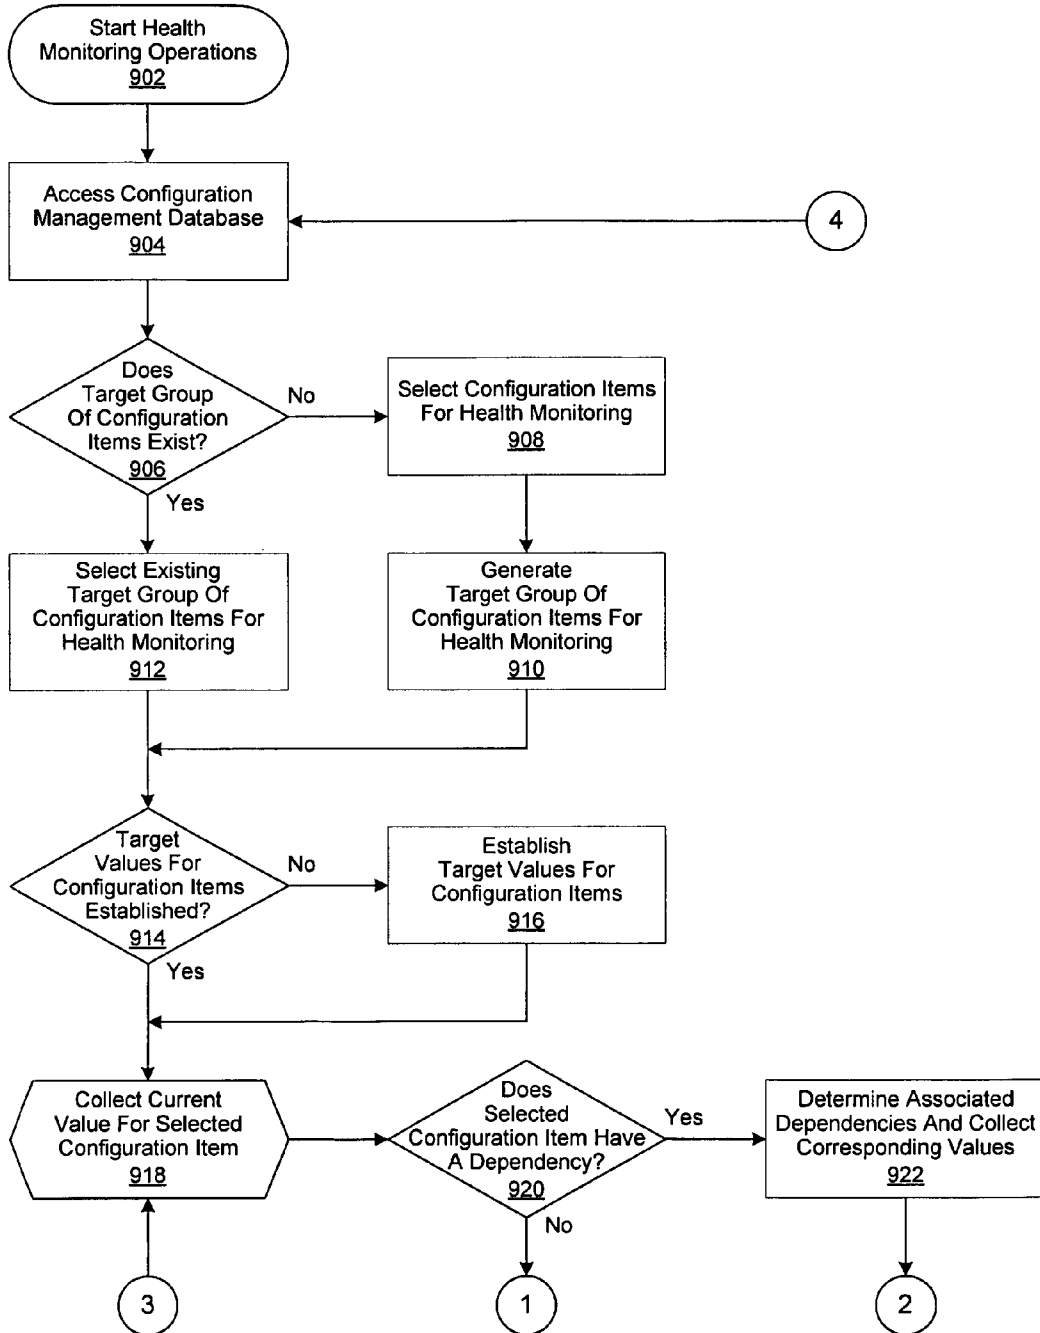 Start Health
Monitoring Operations
902
Access Configuration
Management Database
904
4
Does
Target Group
Of Configuration
Items Exist?
906
No
Yes
Select Configuration Items
For Health Monitoring
908
Select Existing
Target Group Of
Configuration Items For
Health Monitoring
912
Generate
Target Group Of
Configuration Items For
Health Monitoring
910
Target
Values For
Configuration Items
Established?
914
No
Yes
Establish
Target Values For
Configuration Items
916
Collect Current
Value For Selected
Configuration Item
918
Does
Selected
Configuration Item Have
A Dependency?
920
Yes
No
Determine Associated
Dependencies And Collect
Corresponding Values
922
3
1
2